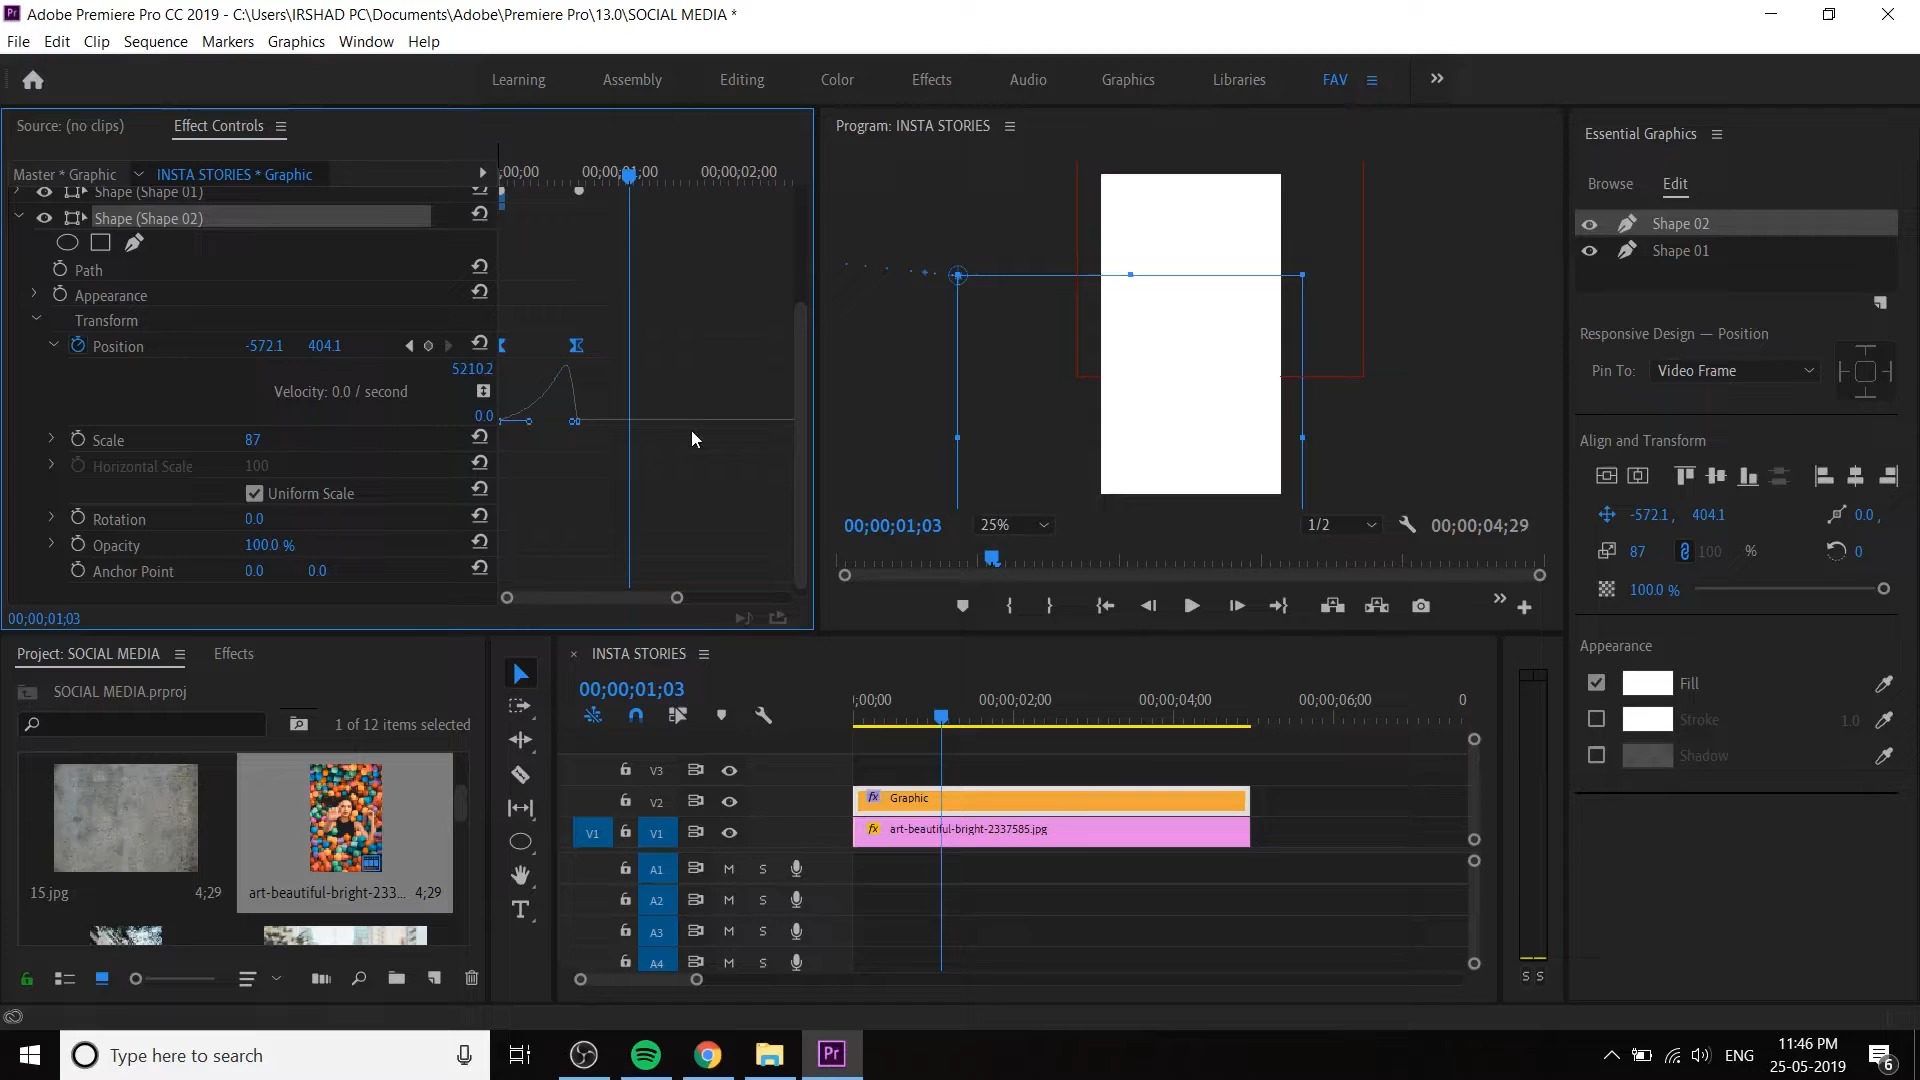 Adobe Premiere Pro CC 2019 - C:\Users\IRSHAD PC\Documents\Adobe\Premiere Pro\13.0\SOCIAL MEDIA *
File Edit Clip Sequence Markers Graphics Window Help
Learning Assembly Editing Color Effects Audio Graphics Libraries FAV
Source: (no clips) Effect Controls
Master * Graphic INSTA STORIES * Graphic
;00;00 00;00;01;00 00;00;02;00
Shape (Shape 01)
Shape (Shape 02)
Path
Appearance
Transform
Position -572.1 404.1
5210.2
Velocity: 0.0 / second
0.0
Scale 87
Horizontal Scale 100
Uniform Scale
Rotation 0.0
Opacity 100.0 %
Anchor Point 0.0 0.0
00;00;01;03
Program: INSTA STORIES
00;00;01;03 25% 1/2 00;00;04;29
Essential Graphics
Browse Edit
Shape 02
Shape 01
Responsive Design — Position
Pin To: Video Frame
Align and Transform
-572.1 , 404.1 0.0 ,
87 100 % 0
100.0 %
Appearance
Fill
Stroke 1.0
Shadow
Project: SOCIAL MEDIA Effects
SOCIAL MEDIA.prproj
1 of 12 items selected
15.jpg 4;29
art-beautiful-bright-233... 4;29
× INSTA STORIES
00;00;01;03
;00;00 00;00;02;00 00;00;04;00 00;00;06;00 0
V3
V2 fx Graphic
V1 V1 fx art-beautiful-bright-2337585.jpg
A1 M S
A2 M S
A3 M S
A4 M S
S S
Type here to search
Pr
ENG
11:46 PM
25-05-2019
6